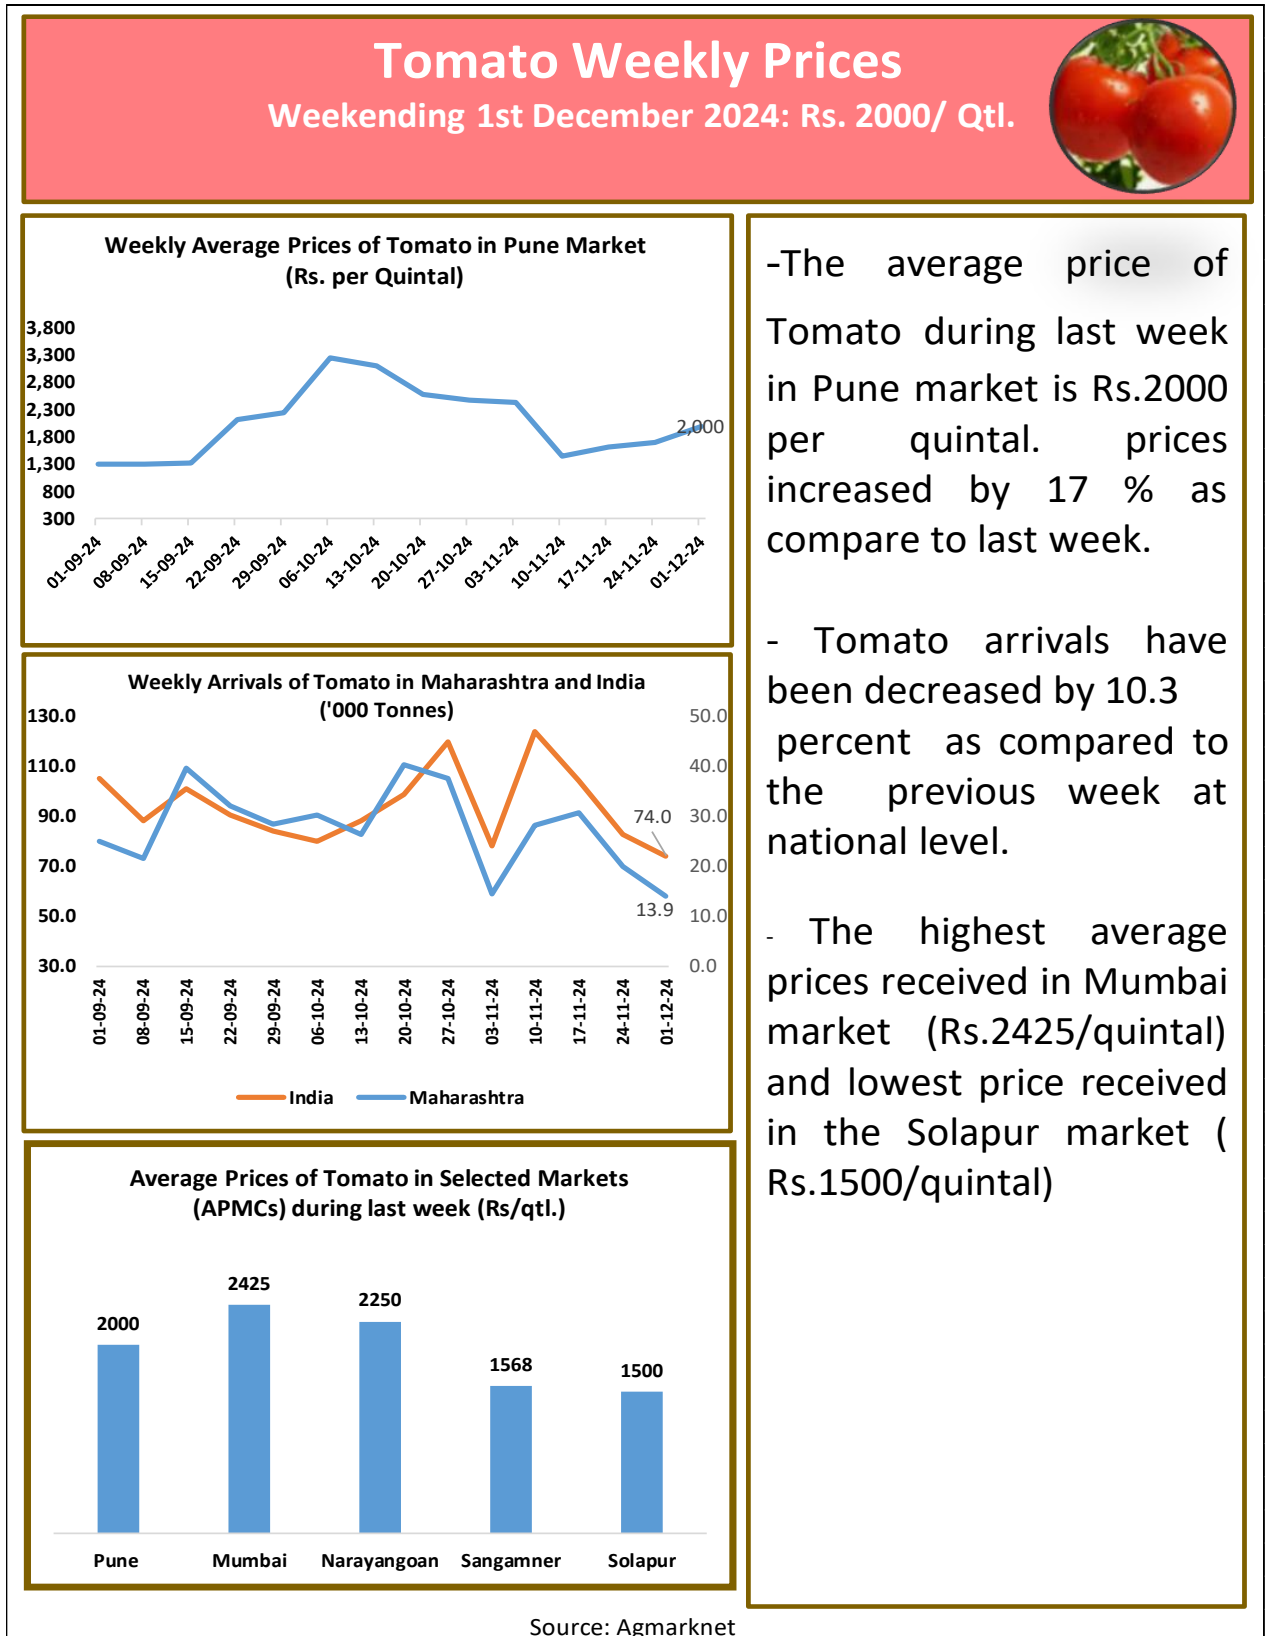 Tomato Weekly Prices
Weekending 1st December 2024: Rs. 2000/ Qtl.
Weekly Average Prices of Tomato in Pune Market
(Rs. per Quintal)
3,800
3,300
2,800
2,300
1,800
1,300
800
300
2,000
01-09-24
08-09-24
15-09-24
22-09-24
29-09-24
06-10-24
13-10-24
20-10-24
27-10-24
03-11-24
10-11-24
17-11-24
24-11-24
01-12-24
Weekly Arrivals of Tomato in Maharashtra and India
('000 Tonnes)
130.0
110.0
90.0
70.0
50.0
30.0
50.0
40.0
30.0
20.0
10.0
0.0
74.0
13.9
01-09-24
08-09-24
15-09-24
22-09-24
29-09-24
06-10-24
13-10-24
20-10-24
27-10-24
03-11-24
10-11-24
17-11-24
24-11-24
01-12-24
India
Maharashtra
Average Prices of Tomato in Selected Markets
(APMCs) during last week (Rs/qtl.)
2000
2425
2250
1568
1500
Pune
Mumbai
Narayangoan
Sangamner
Solapur
-The average price of
Tomato during last week
in Pune market is Rs.2000
per quintal. prices
increased by 17 % as
compare to last week.
- Tomato arrivals have
been decreased by 10.3
percent as compared to
the previous week at
national level.
- The highest average
prices received in Mumbai
market (Rs.2425/quintal)
and lowest price received
in the Solapur market (
Rs.1500/quintal)
Source: Agmarknet